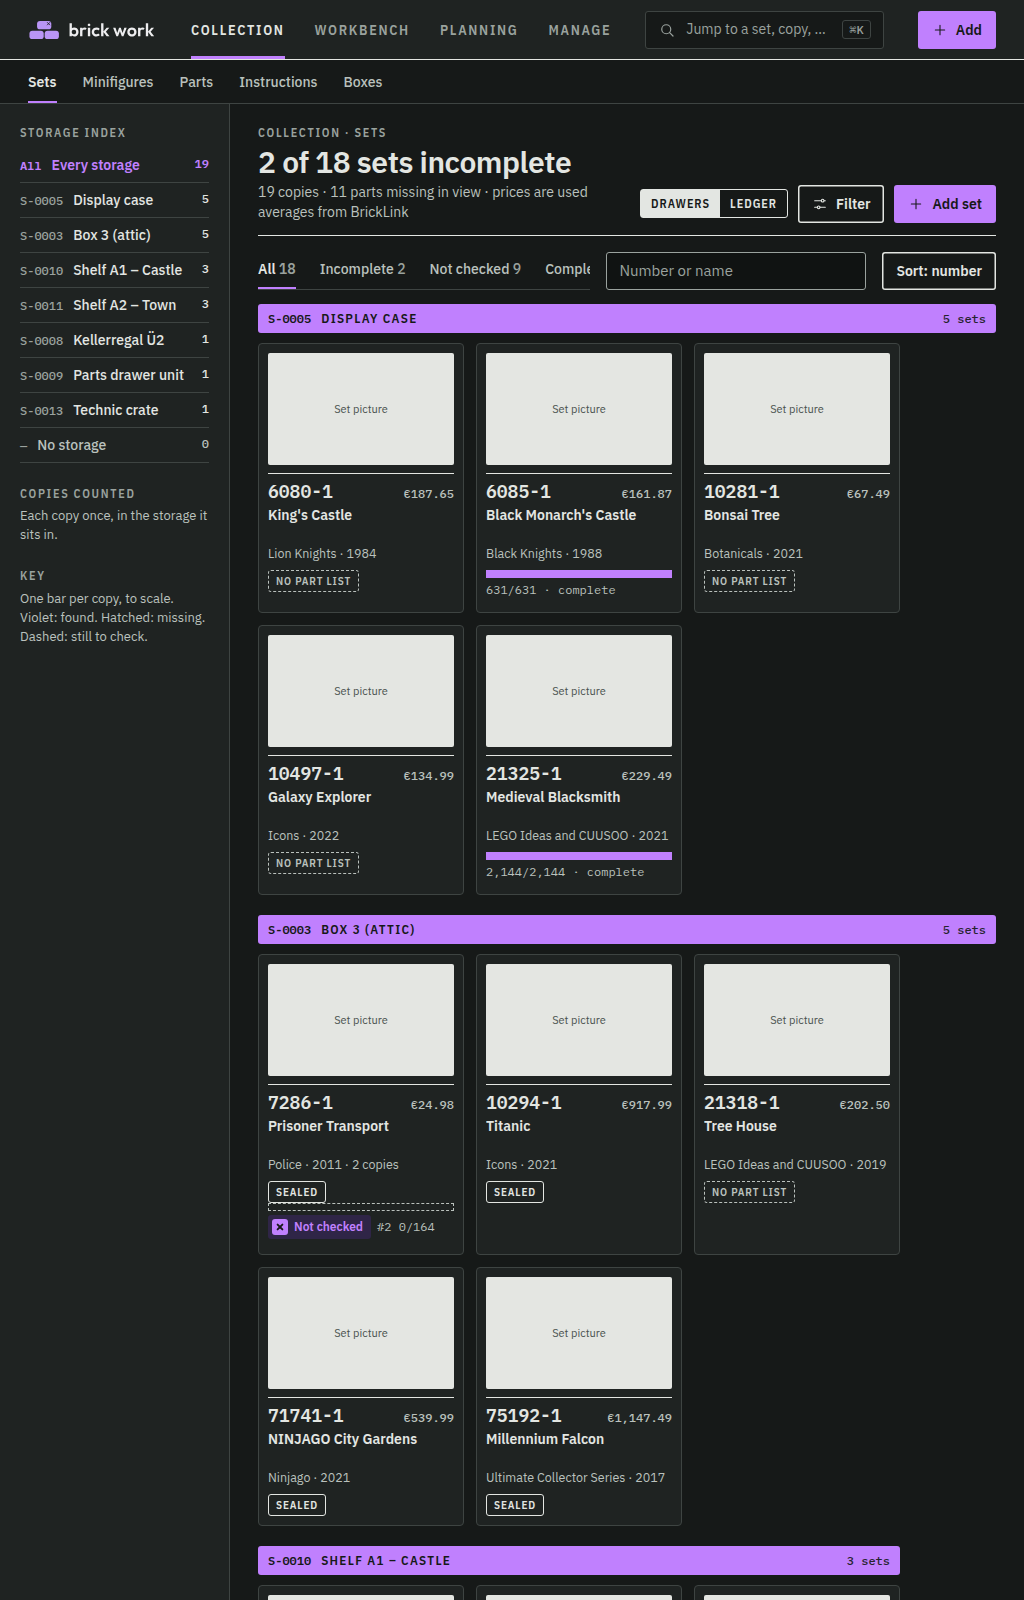 brick work
COLLECTION
WORKBENCH
PLANNING
MANAGE
Jump to a set, copy, ...
⌘K
+ Add
Sets
Minifigures
Parts
Instructions
Boxes
STORAGE INDEX
All Every storage 19
S-0005 Display case 5
S-0003 Box 3 (attic) 5
S-0010 Shelf A1 – Castle 3
S-0011 Shelf A2 – Town 3
S-0008 Kellerregal Ü2 1
S-0009 Parts drawer unit 1
S-0013 Technic crate 1
– No storage 0
COPIES COUNTED
Each copy once, in the storage it
sits in.
KEY
One bar per copy, to scale.
Violet: found. Hatched: missing.
Dashed: still to check.
COLLECTION · SETS
2 of 18 sets incomplete
19 copies · 11 parts missing in view · prices are used
averages from BrickLink
DRAWERS
LEDGER
Filter
+ Add set
All 18
Incomplete 2
Not checked 9
Comple
Number or name
Sort: number
S-0005 DISPLAY CASE 5 sets
Set picture
6080-1 €187.65
King's Castle
Lion Knights · 1984
NO PART LIST
Set picture
6085-1 €161.87
Black Monarch's Castle
Black Knights · 1988
631/631 · complete
Set picture
10281-1 €67.49
Bonsai Tree
Botanicals · 2021
NO PART LIST
Set picture
10497-1 €134.99
Galaxy Explorer
Icons · 2022
NO PART LIST
Set picture
21325-1 €229.49
Medieval Blacksmith
LEGO Ideas and CUUSOO · 2021
2,144/2,144 · complete
S-0003 BOX 3 (ATTIC) 5 sets
Set picture
7286-1 €24.98
Prisoner Transport
Police · 2011 · 2 copies
SEALED
Not checked #2 0/164
Set picture
10294-1 €917.99
Titanic
Icons · 2021
SEALED
Set picture
21318-1 €202.50
Tree House
LEGO Ideas and CUUSOO · 2019
NO PART LIST
Set picture
71741-1 €539.99
NINJAGO City Gardens
Ninjago · 2021
SEALED
Set picture
75192-1 €1,147.49
Millennium Falcon
Ultimate Collector Series · 2017
SEALED
S-0010 SHELF A1 – CASTLE 3 sets